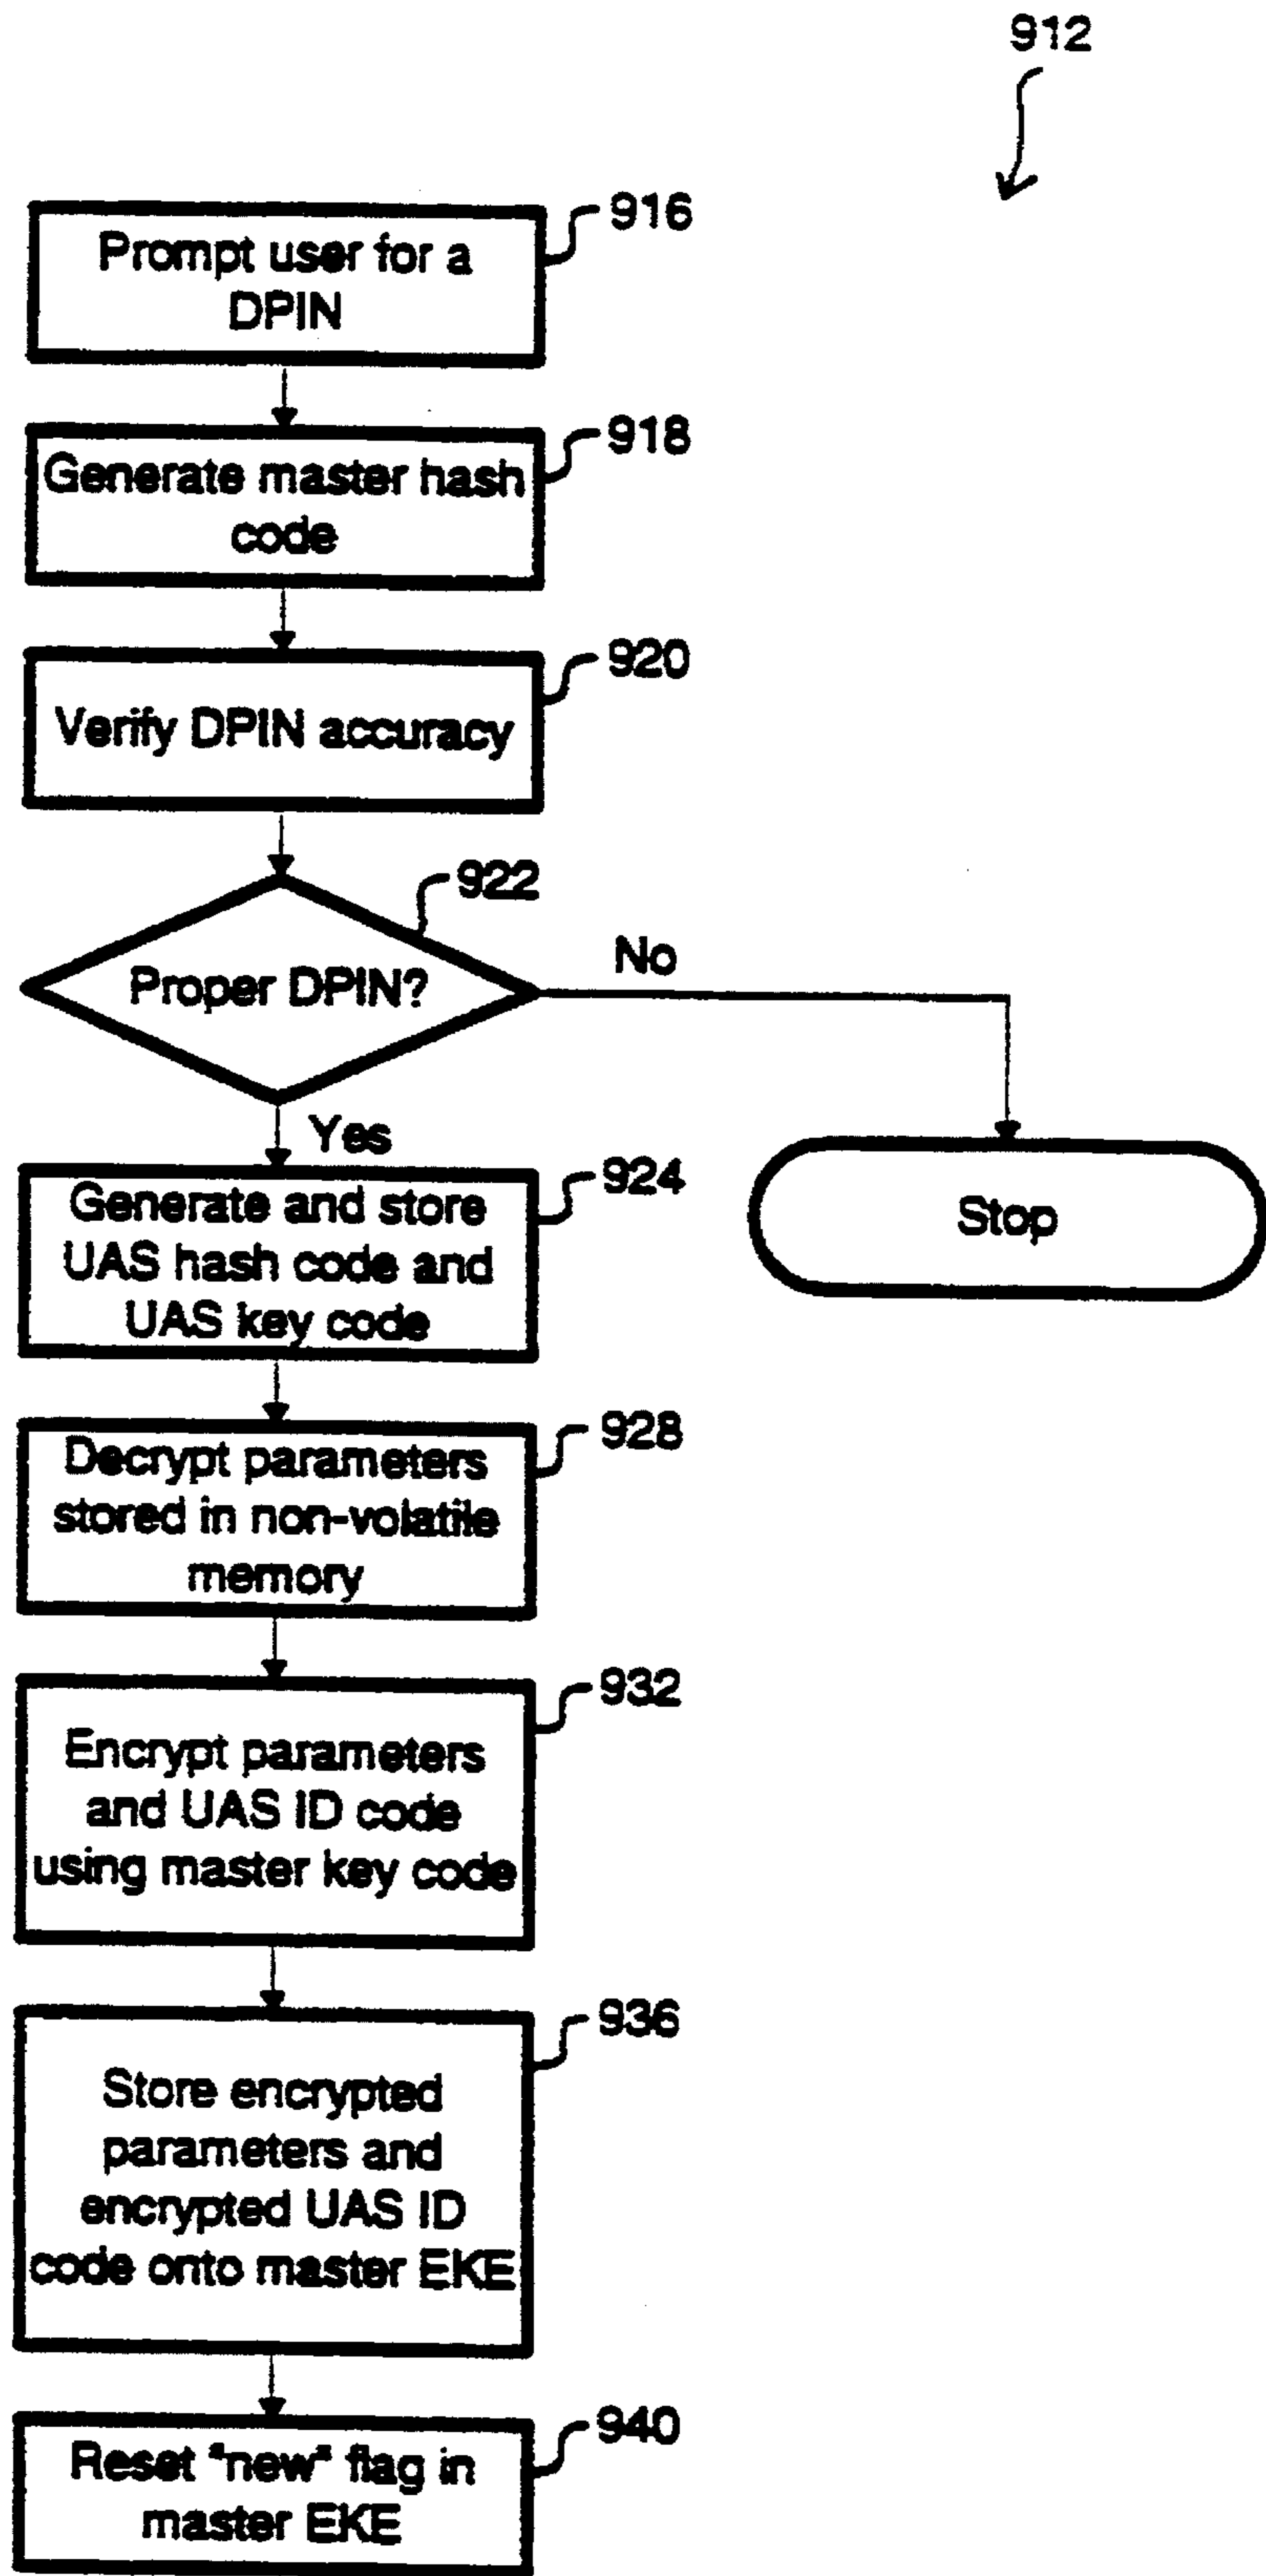 912
916
Prompt user for a
DPIN
918
Generate master hash
code
920
Verify DPIN accuracy
922
Proper DPIN?
No
Yes
924
Generate and store
UAS hash code and
UAS key code
Stop
928
Decrypt parameters
stored in non-volatile
memory
932
Encrypt parameters
and UAS ID code
using master key code
936
Store encrypted
parameters and
encrypted UAS ID
code onto master EKE
940
Reset "new" flag in
master EKE